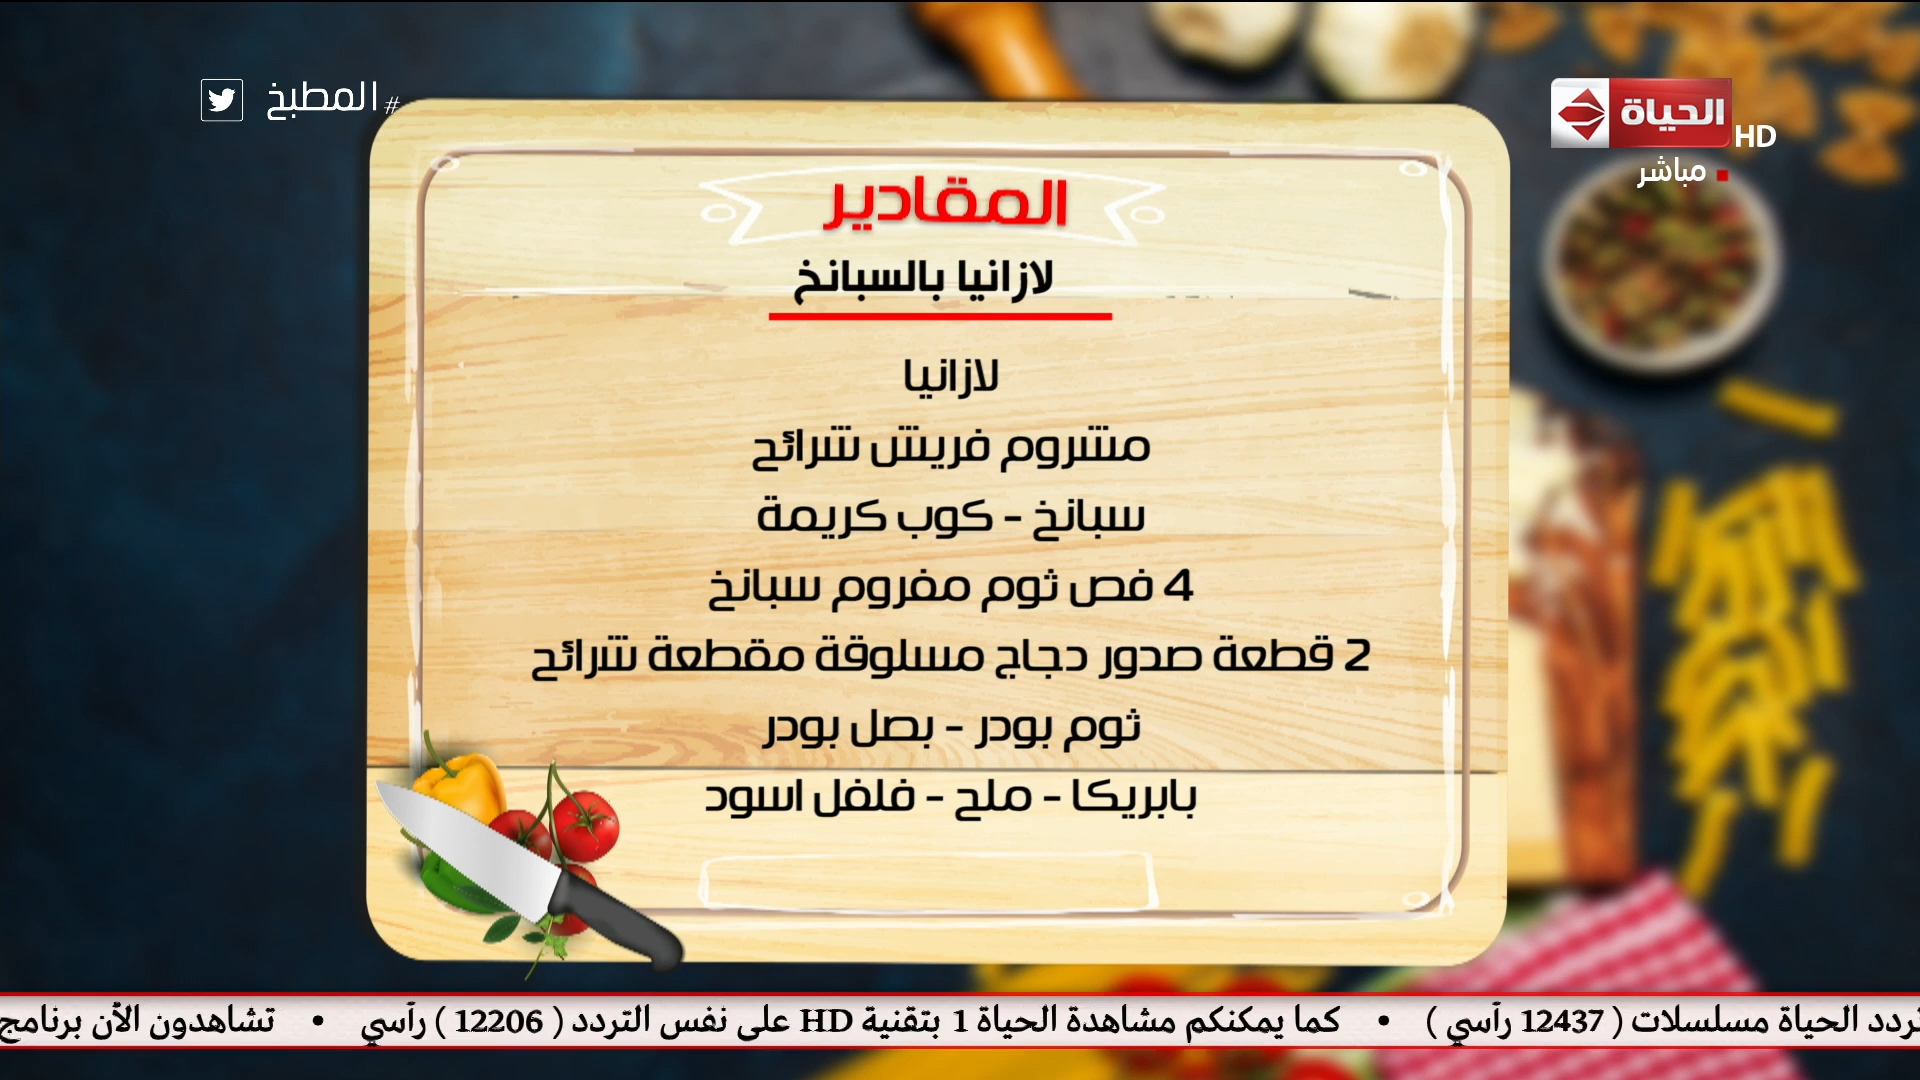 #المطبخ
الحياة HD
مباشر
المقادير
لازانيا بالسبانخ
لازانيا
مشروم فريش شرائح
سبانخ - كوب كريمة
4 فص ثوم مفروم سبانخ
2 قطعة صدور دجاج مسلوقة مقطعة شرائح
ثوم بودر - بصل بودر
بابريكا - ملح - فلفل اسود
تردد الحياة مسلسلات ( 12437 رأسي ) • كما يمكنكم مشاهدة الحياة 1 بتقنية HD على نفس التردد ( 12206 ) رأسي • تشاهدون الأن برنامج